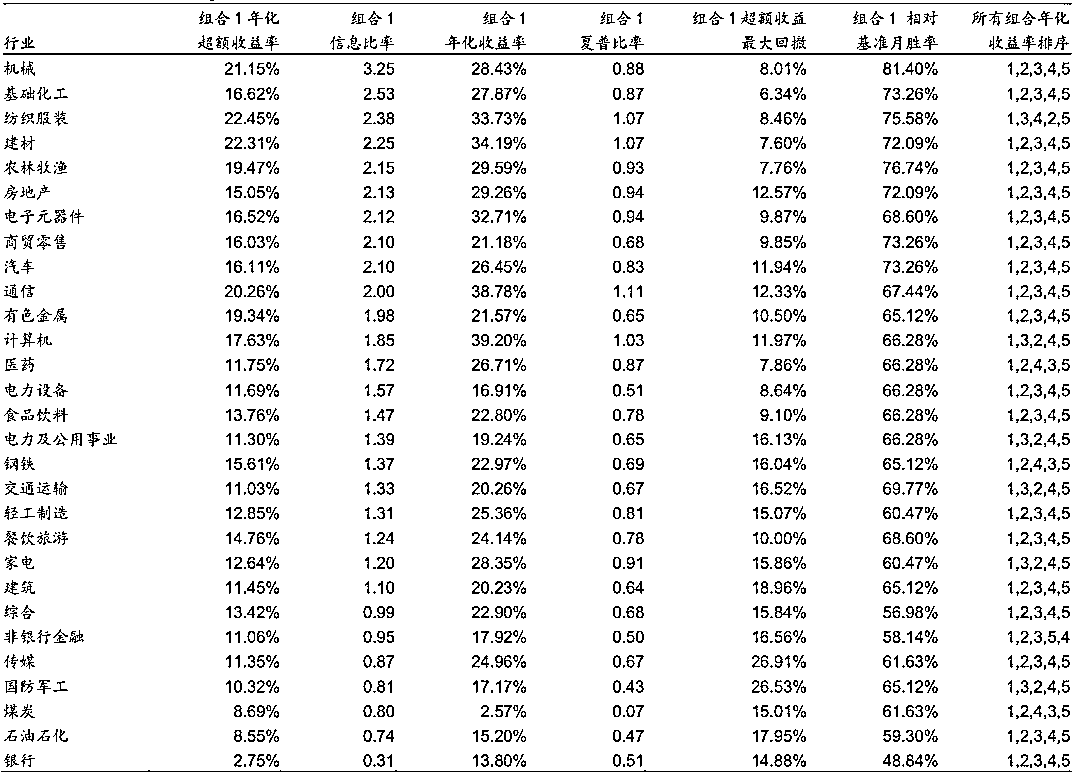 组合 1 年化 组合 1 组合 1 组合 1 组合 1 超额收益 组合 1 相对 所有组合年化
行业 超额收益率 信息比率 年化收益率 夏普比率 最大回撤 基准月胜率 收益率排序
机械 21.15% 3.25 28.43% 0.88 8.01% 81.40% 1,2,3,4,5
基础化工 16.62% 2.53 27.87% 0.87 6.34% 73.26% 1,2,3,4,5
纺织服装 22.45% 2.38 33.73% 1.07 8.46% 75.58% 1,3,4,2,5
建材 22.31% 2.25 34.19% 1.07 7.60% 72.09% 1,2,3,4,5
农林牧渔 19.47% 2.15 29.59% 0.93 7.76% 76.74% 1,2,3,4,5
房地产 15.05% 2.13 29.26% 0.94 12.57% 72.09% 1,2,3,4,5
电子元器件 16.52% 2.12 32.71% 0.94 9.87% 68.60% 1,2,3,4,5
商贸零售 16.03% 2.10 21.18% 0.68 9.85% 73.26% 1,2,3,4,5
汽车 16.11% 2.10 26.45% 0.83 11.94% 73.26% 1,2,3,4,5
通信 20.26% 2.00 38.78% 1.11 12.33% 67.44% 1,2,3,4,5
有色金属 19.34% 1.98 21.57% 0.65 10.50% 65.12% 1,2,3,4,5
计算机 17.63% 1.85 39.20% 1.03 11.97% 66.28% 1,3,2,4,5
医药 11.75% 1.72 26.71% 0.87 7.86% 66.28% 1,2,4,3,5
电力设备 11.69% 1.57 16.91% 0.51 8.64% 66.28% 1,2,3,4,5
食品饮料 13.76% 1.47 22.80% 0.78 9.10% 66.28% 1,2,3,4,5
电力及公用事业 11.30% 1.39 19.24% 0.65 16.13% 66.28% 1,3,2,4,5
钢铁 15.61% 1.37 22.97% 0.69 16.04% 65.12% 1,2,4,3,5
交通运输 11.03% 1.33 20.26% 0.67 16.52% 69.77% 1,3,2,4,5
轻工制造 12.85% 1.31 25.36% 0.81 15.07% 60.47% 1,2,3,4,5
餐饮旅游 14.76% 1.24 24.14% 0.78 10.00% 68.60% 1,2,3,4,5
家电 12.64% 1.20 28.35% 0.91 15.86% 60.47% 1,3,2,4,5
建筑 11.45% 1.10 20.23% 0.64 18.96% 65.12% 1,2,3,4,5
综合 13.42% 0.99 22.90% 0.68 15.84% 56.98% 1,2,3,4,5
非银行金融 11.06% 0.95 17.92% 0.50 16.56% 58.14% 1,2,3,5,4
传媒 11.35% 0.87 24.96% 0.67 26.91% 61.63% 1,2,3,4,5
国防军工 10.32% 0.81 17.17% 0.43 26.53% 65.12% 1,3,2,4,5
煤炭 8.69% 0.80 2.57% 0.07 15.01% 61.63% 1,2,4,3,5
石油石化 8.55% 0.74 15.20% 0.47 17.95% 59.30% 1,2,3,4,5
银行 2.75% 0.31 13.80% 0.51 14.88% 48.84% 1,2,3,4,5